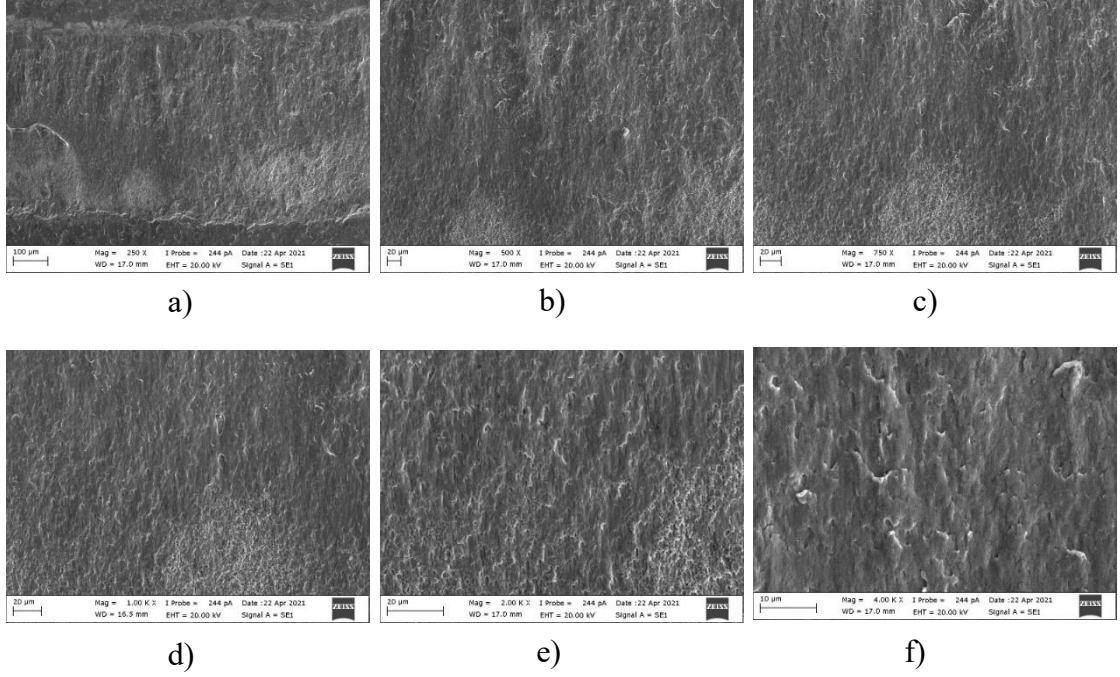 100 µm Mag = 250 X I Probe = 244 pA Date :22 Apr 2021 ZEISS
WD = 17.0 mm EHT = 20.00 kV Signal A = SE1
20 µm Mag = 500 X I Probe = 244 pA Date :22 Apr 2021 ZEISS
WD = 17.0 mm EHT = 20.00 kV Signal A = SE1
20 µm Mag = 750 X I Probe = 244 pA Date :22 Apr 2021 ZEISS
WD = 17.0 mm EHT = 20.00 kV Signal A = SE1
a)
b)
c)
20 µm Mag = 1.00 K X I Probe = 244 pA Date :22 Apr 2021 ZEISS
WD = 16.5 mm EHT = 20.00 kV Signal A = SE1
20 µm Mag = 2.00 K X I Probe = 244 pA Date :22 Apr 2021 ZEISS
WD = 17.0 mm EHT = 20.00 kV Signal A = SE1
10 µm Mag = 4.00 K X I Probe = 244 pA Date :22 Apr 2021 ZEISS
WD = 17.0 mm EHT = 20.00 kV Signal A = SE1
d)
e)
f)